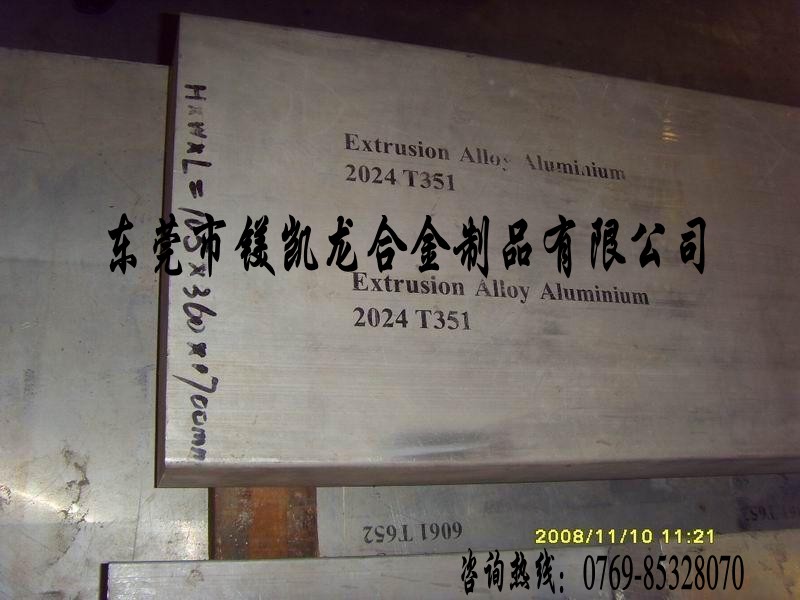 Extrusion Alloy Aluminium
2024 T351
东莞市镁凯龙合金制品有限公司
Extrusion Alloy Aluminium
2024 T351
HxWxL=105x360x700mm
6061 T652
2008/11/10 11:21
咨询热线：0769-85328070